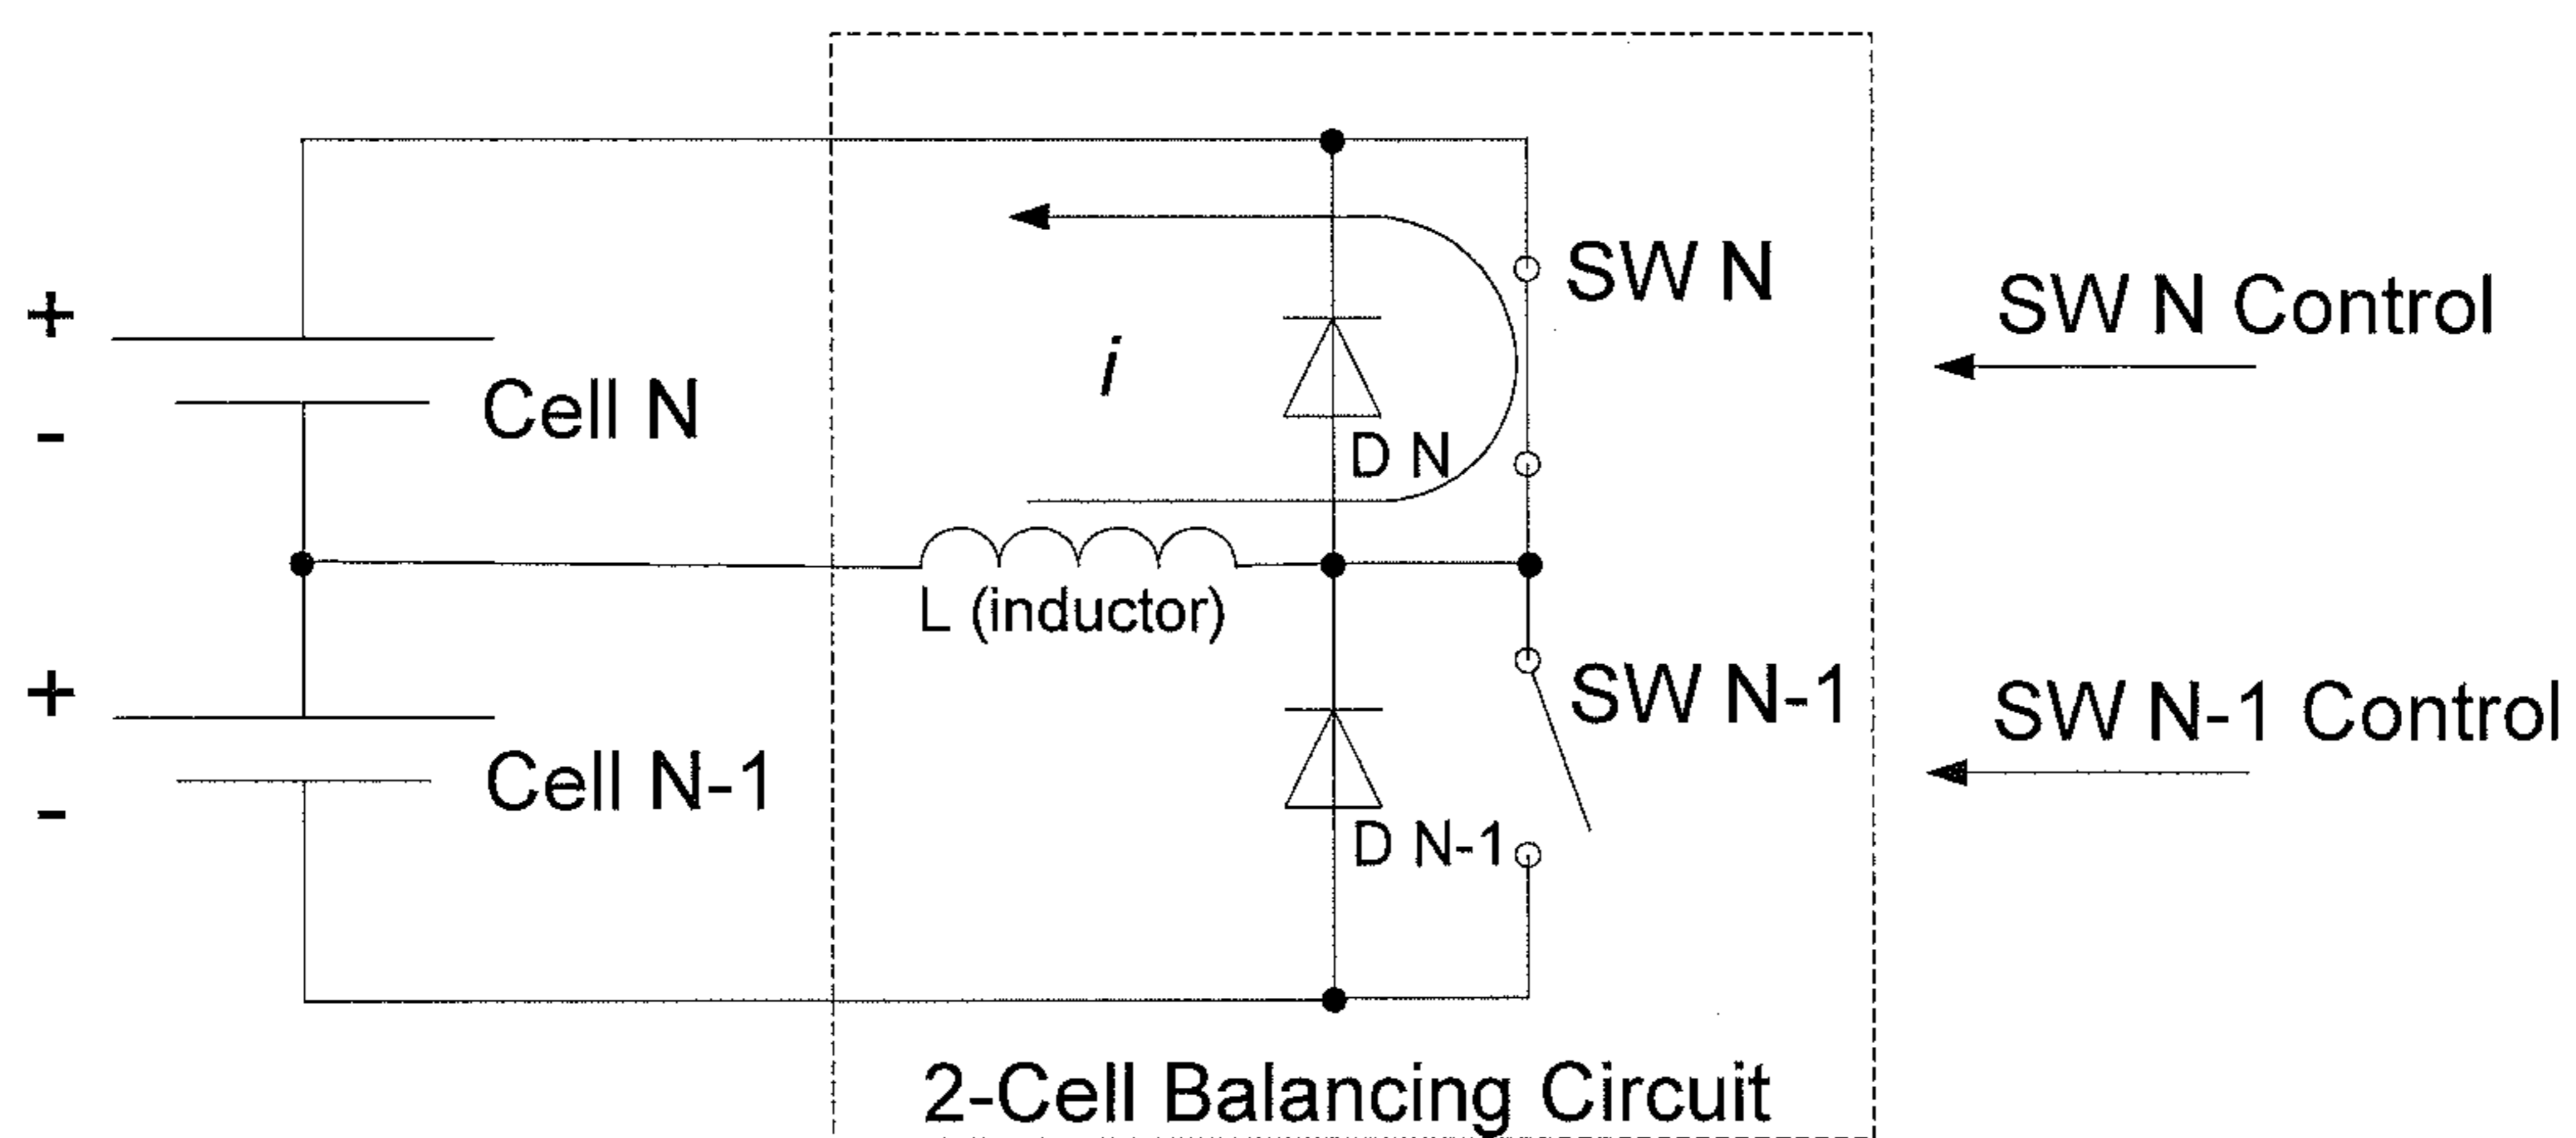 SW N
SW N Control
+
i
Cell N
-
D N
L (inductor)
+
SW N-1
SW N-1 Control
Cell N-1
-
D N-1
2-Cell Balancing Circuit